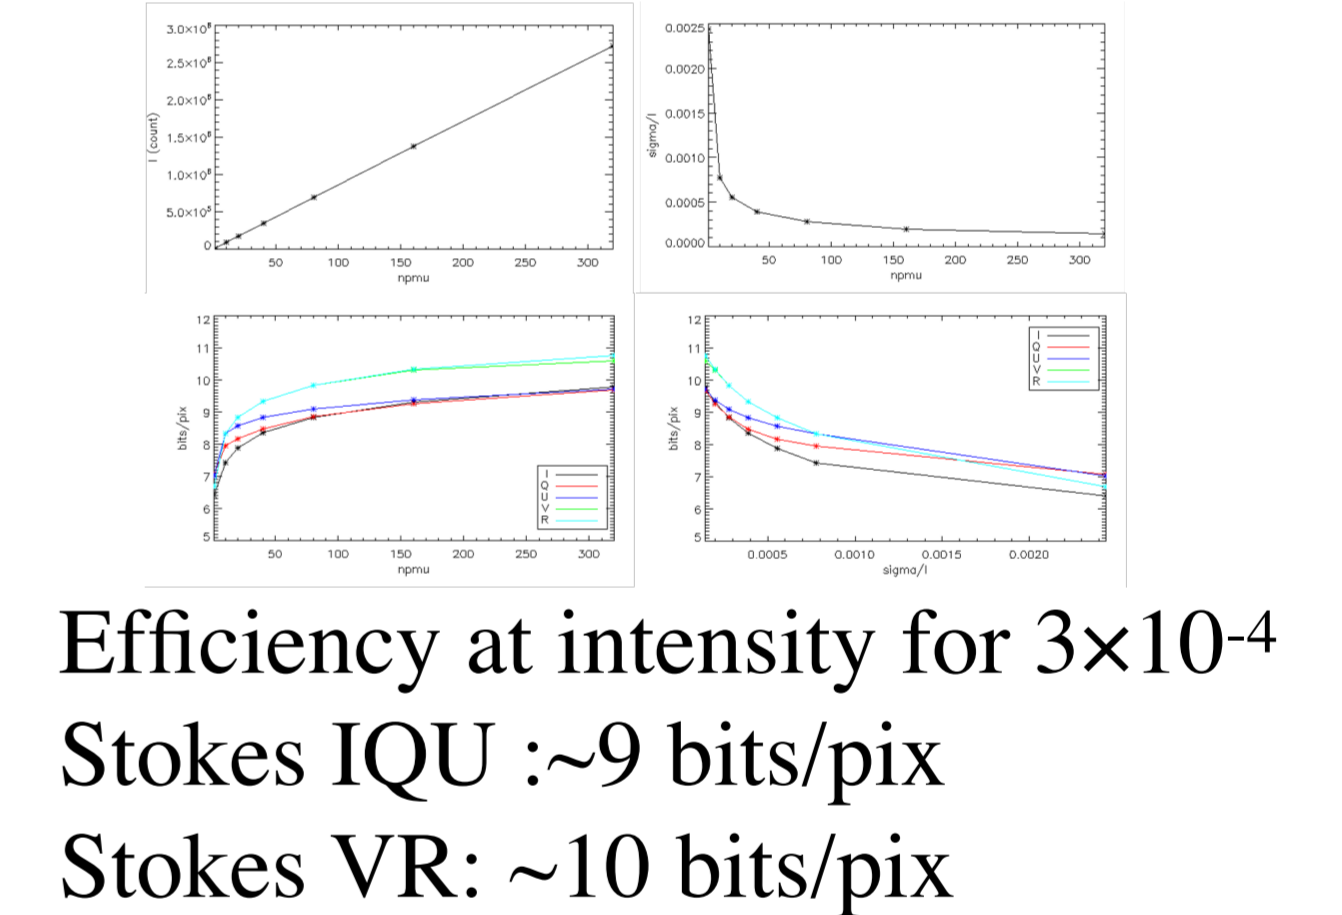 3.0×10⁶
2.5×10⁶
2.0×10⁶
1.5×10⁶
1.0×10⁶
5.0×10⁵
0
I (count)
50 100 150 200 250 300
npmu
0.0025
0.0020
0.0015
0.0010
0.0005
0.0000
sigma/I
50 100 150 200 250 300
npmu
12
11
10
9
8
7
6
5
bits/pix
I
Q
U
V
R
50 100 150 200 250 300
npmu
12
11
10
9
8
7
6
5
bits/pix
I
Q
U
V
R
0.0005 0.0010 0.0015 0.0020
sigma/I
Efficiency at intensity for 3×10⁻⁴
Stokes IQU :~9 bits/pix
Stokes VR: ~10 bits/pix